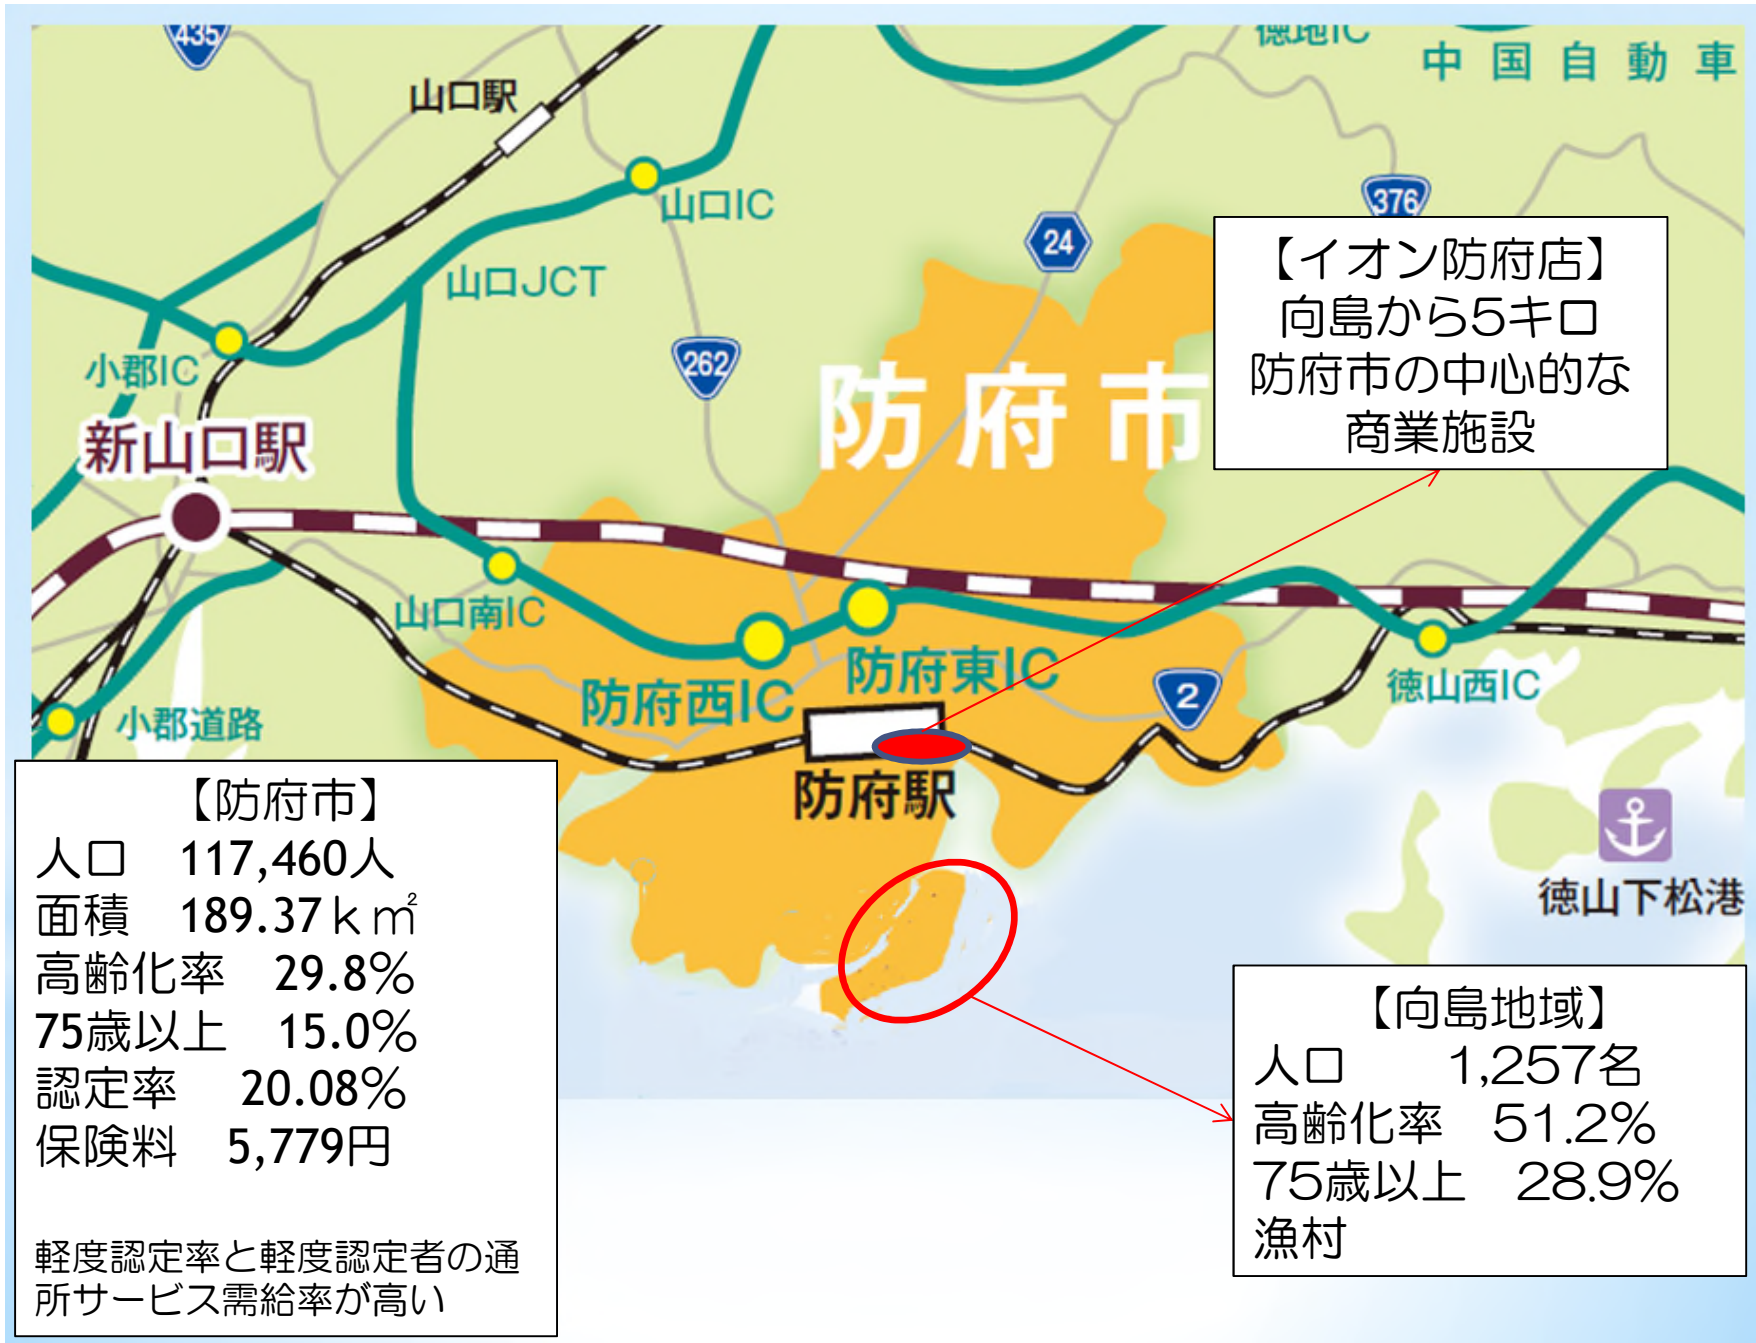 435
徳地IC
中国自動車
山口駅
山口IC
376
24
山口JCT
【イオン防府店】
向島から5キロ
防府市の中心的な
商業施設
小郡IC
262
防府市
新山口駅
山口南IC
防府東IC
防府西IC
2
徳山西IC
小郡道路
防府駅
徳山下松港
【防府市】
人口 117,460人
面積 189.37ｋ㎡
高齢化率 29.8％
75歳以上 15.0％
認定率 20.08％
保険料 5,779円
軽度認定率と軽度認定者の通
所サービス需給率が高い
【向島地域】
人口 1,257名
高齢化率 51.2％
75歳以上 28.9％
漁村